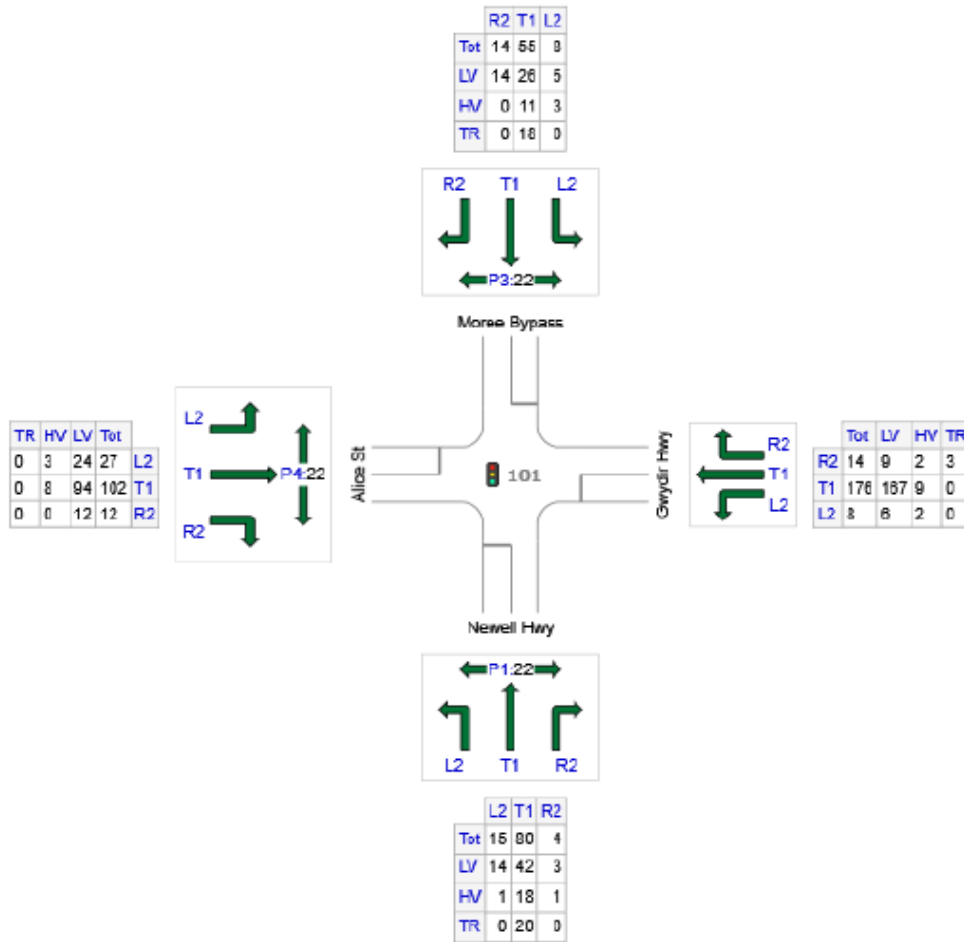 R2 T1 L2
Tot 14 55 8
LV 14 26 5
HV 0 11 3
TR 0 18 0
R2 T1 L2
P3:22
Moree Bypass
TR HV LV Tot
0 3 24 27 L2
0 8 94 102 T1
0 0 12 12 R2
L2
T1
R2
P4:22
Alice St
101
Gwydir Hwy
R2
T1
L2
Tot LV HV TR
R2 14 9 2 3
T1 176 167 9 0
L2 8 6 2 0
Newell Hwy
P1:22
L2 T1 R2
L2 T1 R2
Tot 15 80 4
LV 14 42 3
HV 1 18 1
TR 0 20 0